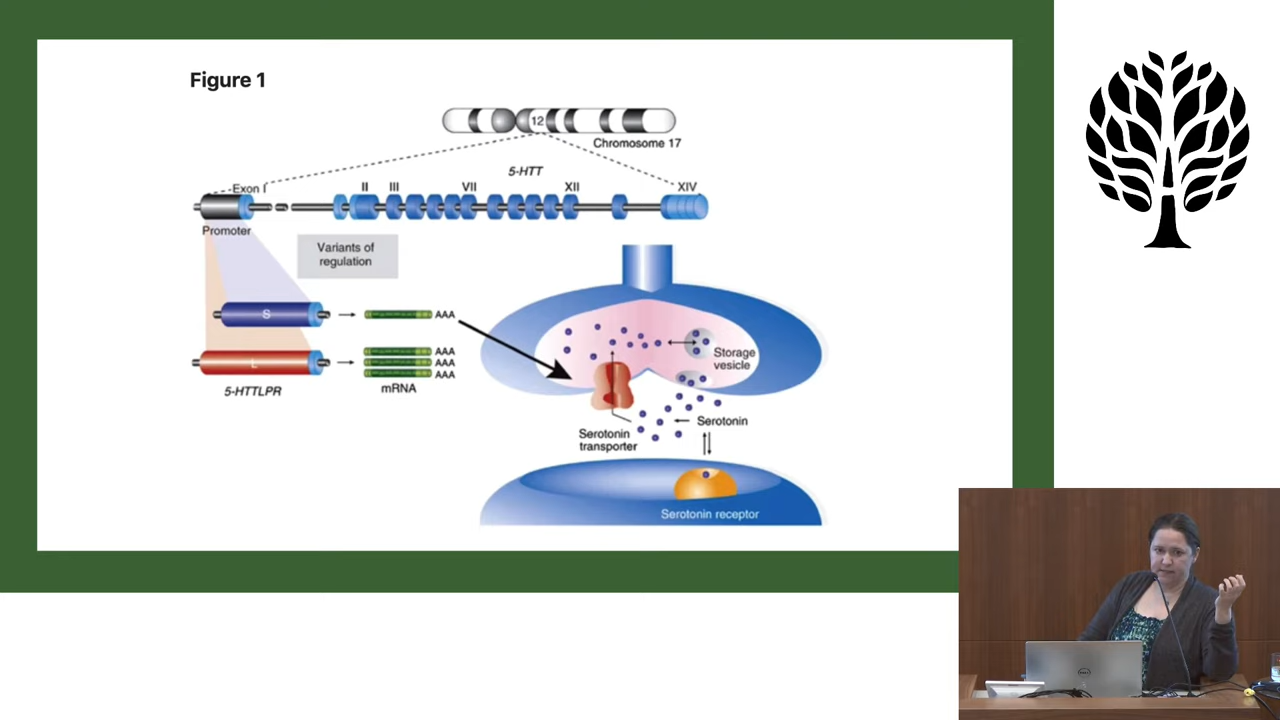 Figure 1
12
Chromosome 17
5-HTT
Exon I
II
III
VII
XII
XIV
Promoter
Variants of
regulation
S
AAA
L
AAA
AAA
AAA
5-HTTLPR
mRNA
Storage
vesicle
Serotonin
Serotonin
transporter
Serotonin receptor
DELL